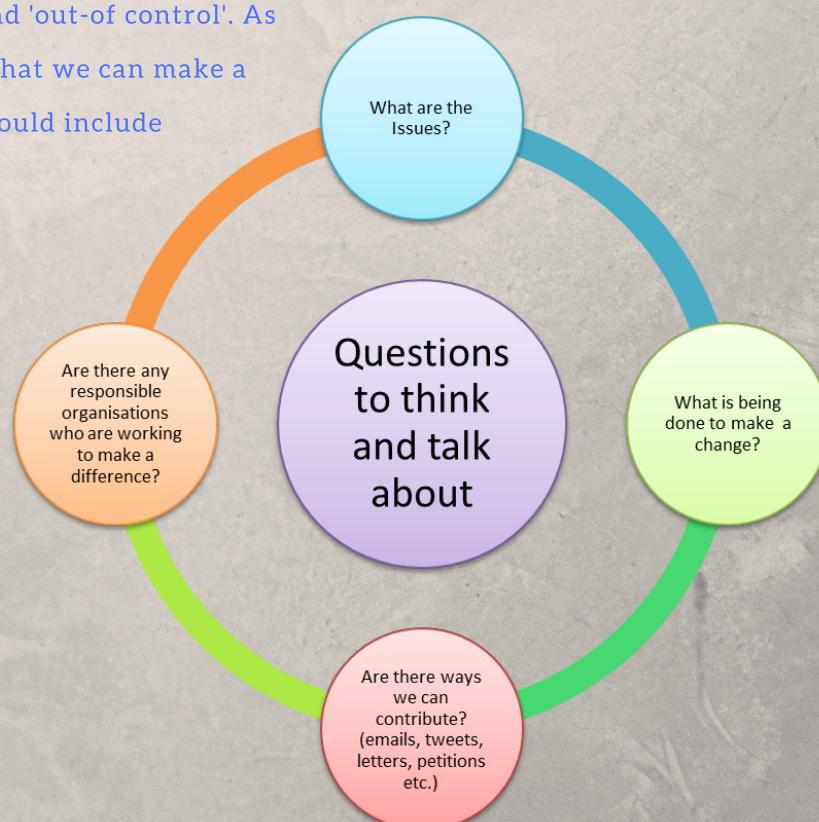 nd 'out-of control'. As
hat we can make a
ould include
What are the
Issues?
Questions
to think
and talk
about
What is being
done to make  a
change?
Are there ways
we can
contribute?
(emails, tweets,
letters, petitions
etc.)
Are there any
responsible
organisations
who are working
to make a
difference?